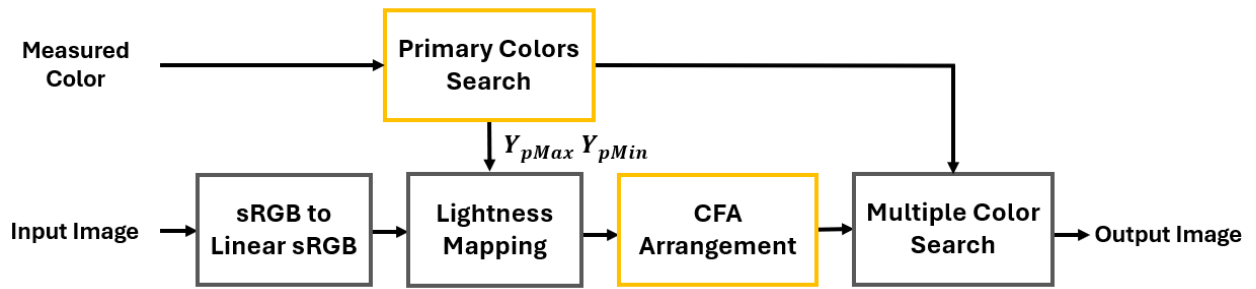 Measured
Color
Primary Colors
Search
Y_pMax Y_pMin
Input Image
sRGB to
Linear sRGB
Lightness
Mapping
CFA
Arrangement
Multiple Color
Search
Output Image